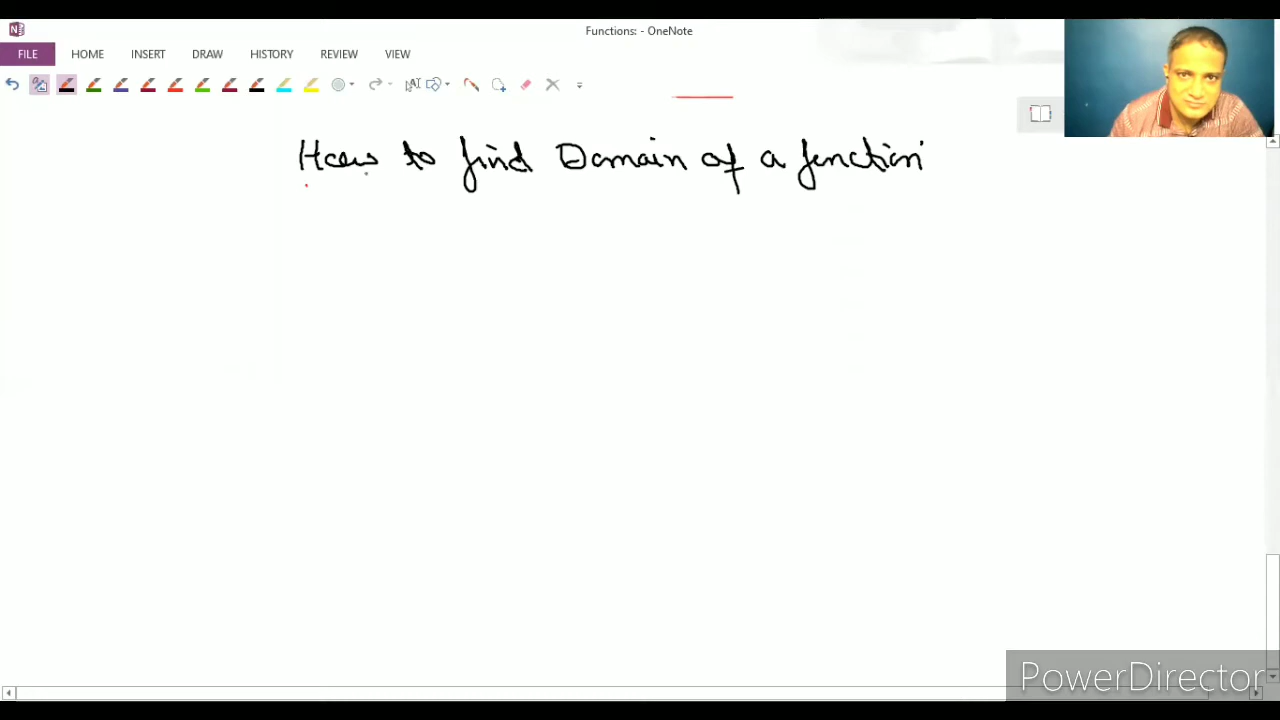 Functions: - OneNote
FILE HOME INSERT DRAW HISTORY REVIEW VIEW
How to find Domain of a function
PowerDirector